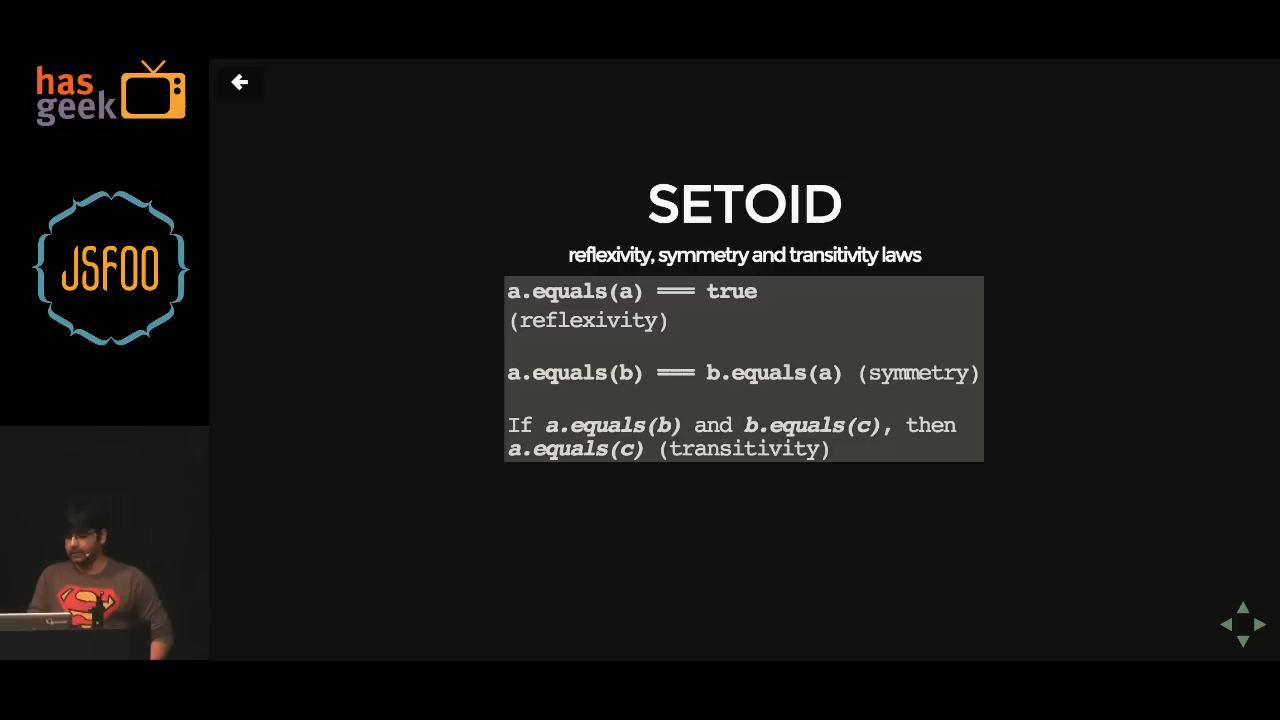 has
geek
JSFOO
SETOID
reflexivity, symmetry and transitivity laws
a.equals(a) === true
(reflexivity)
a.equals(b) === b.equals(a) (symmetry)
If a.equals(b) and b.equals(c), then
a.equals(c) (transitivity)